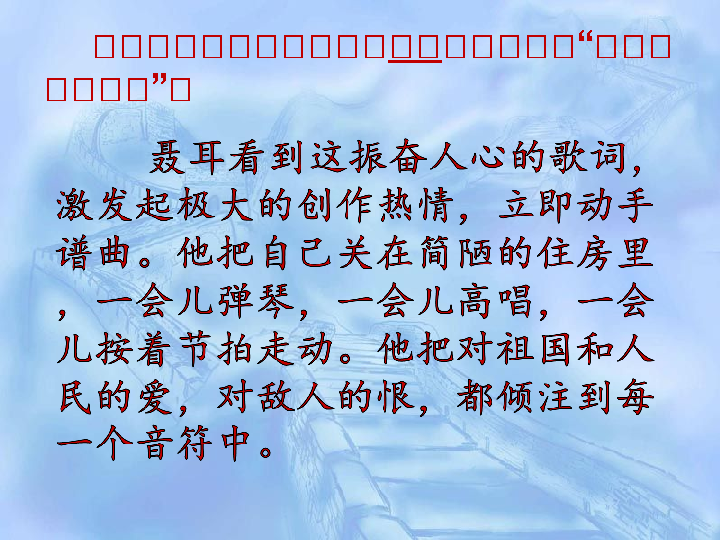 聂耳看到这振奋人心的歌词，
激发起极大的创作热情，立即动手
谱曲。他把自己关在简陋的住房里
，一会儿弹琴，一会儿高唱，一会
儿按着节拍走动。他把对祖国和人
民的爱，对敌人的恨，都倾注到每
一个音符中。